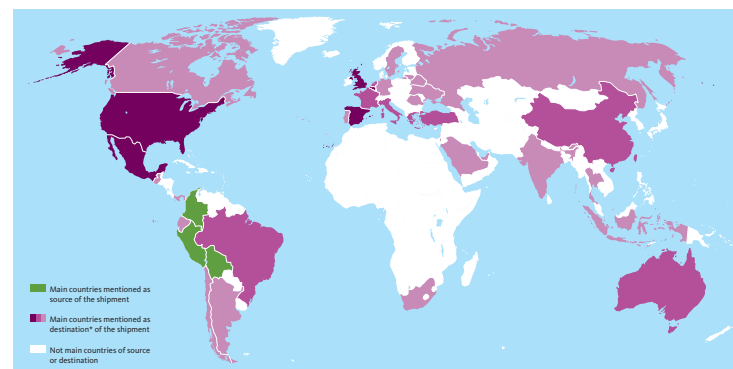 Main countries mentioned as
source of the shipment
Main countries mentioned as
destination* of the shipment
Not main countries of source
or destination